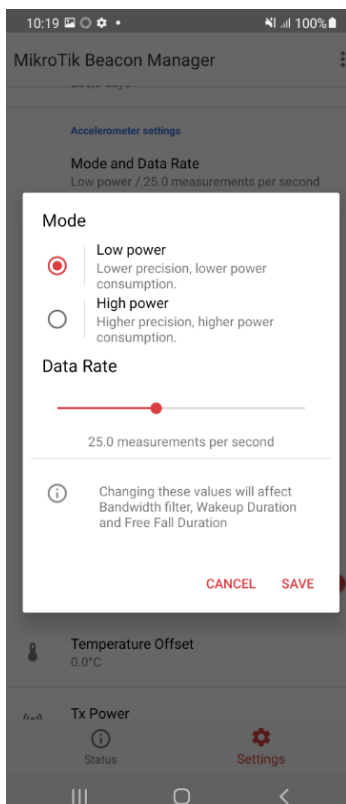 10:19 100%
MikroTik Beacon Manager
Accelerometer settings
Mode and Data Rate
Low power / 25.0 measurements per second
Mode
Low power
Lower precision, lower power
consumption.
High power
Higher precision, higher power
consumption.
Data Rate
25.0 measurements per second
Changing these values will affect
Bandwidth filter, Wakeup Duration
and Free Fall Duration
CANCEL SAVE
Temperature Offset
0.0°C
Tx Power
Status Settings